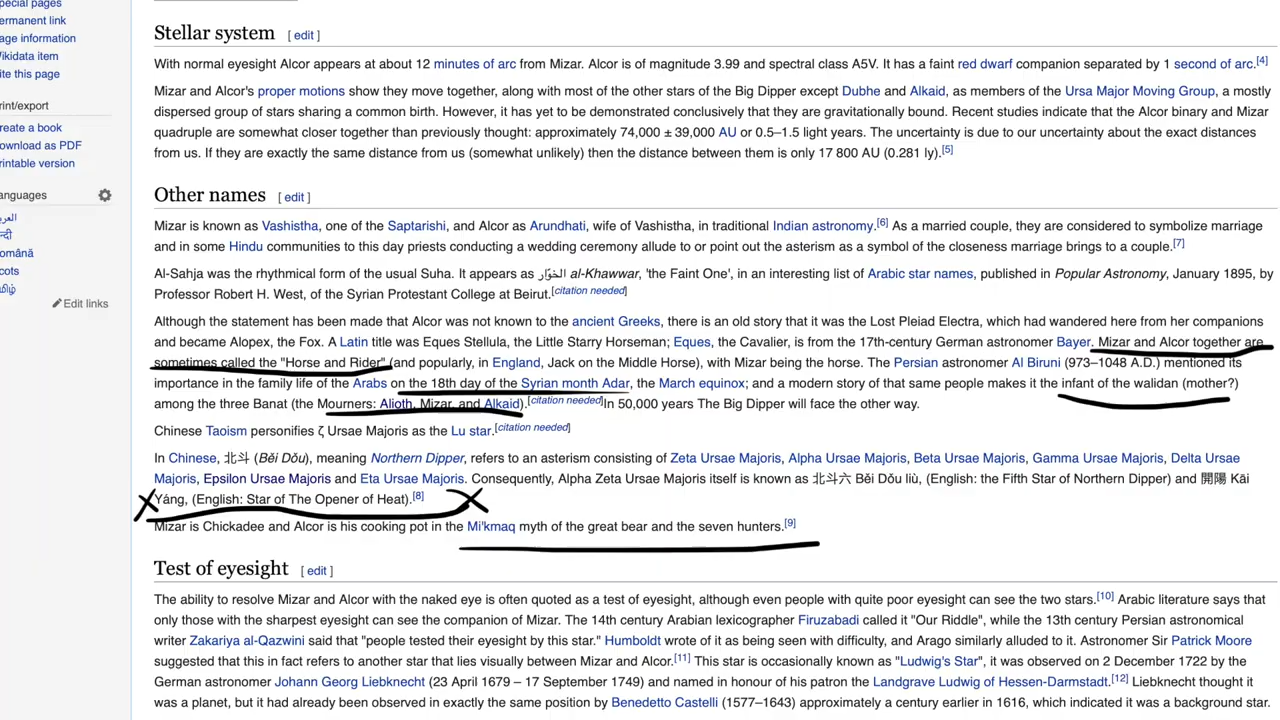 pecial pages
ermanent link
age information
Vikidata item
ite this page
rint/export
reate a book
ownload as PDF
rintable version
anguages
العربي
न्दी
omână
cots
மிழ்
Edit links
Stellar system [ edit ]
With normal eyesight Alcor appears at about 12 minutes of arc from Mizar. Alcor is of magnitude 3.99 and spectral class A5V. It has a faint red dwarf companion separated by 1 second of arc.[4]
Mizar and Alcor's proper motions show they move together, along with most of the other stars of the Big Dipper except Dubhe and Alkaid, as members of the Ursa Major Moving Group, a mostly
dispersed group of stars sharing a common birth. However, it has yet to be demonstrated conclusively that they are gravitationally bound. Recent studies indicate that the Alcor binary and Mizar
quadruple are somewhat closer together than previously thought: approximately 74,000 ± 39,000 AU or 0.5–1.5 light years. The uncertainty is due to our uncertainty about the exact distances
from us. If they are exactly the same distance from us (somewhat unlikely) then the distance between them is only 17 800 AU (0.281 ly).[5]
Other names [ edit ]
Mizar is known as Vashistha, one of the Saptarishi, and Alcor as Arundhati, wife of Vashistha, in traditional Indian astronomy.[6] As a married couple, they are considered to symbolize marriage
and in some Hindu communities to this day priests conducting a wedding ceremony allude to or point out the asterism as a symbol of the closeness marriage brings to a couple.[7]
Al-Sahja was the rhythmical form of the usual Suha. It appears as الخوّار al-Khawwar, 'the Faint One', in an interesting list of Arabic star names, published in Popular Astronomy, January 1895, by
Professor Robert H. West, of the Syrian Protestant College at Beirut.[citation needed]
Although the statement has been made that Alcor was not known to the ancient Greeks, there is an old story that it was the Lost Pleiad Electra, which had wandered here from her companions
and became Alopex, the Fox. A Latin title was Eques Stellula, the Little Starry Horseman; Eques, the Cavalier, is from the 17th-century German astronomer Bayer. Mizar and Alcor together are
sometimes called the "Horse and Rider" (and popularly, in England, Jack on the Middle Horse), with Mizar being the horse. The Persian astronomer Al Biruni (973–1048 A.D.) mentioned its
importance in the family life of the Arabs on the 18th day of the Syrian month Adar, the March equinox; and a modern story of that same people makes it the infant of the walidan (mother?)
among the three Banat (the Mourners: Alioth, Mizar, and Alkaid).[citation needed]In 50,000 years The Big Dipper will face the other way.
Chinese Taoism personifies ζ Ursae Majoris as the Lu star.[citation needed]
In Chinese, 北斗 (Běi Dǒu), meaning Northern Dipper, refers to an asterism consisting of Zeta Ursae Majoris, Alpha Ursae Majoris, Beta Ursae Majoris, Gamma Ursae Majoris, Delta Ursae
Majoris, Epsilon Ursae Majoris and Eta Ursae Majoris. Consequently, Alpha Zeta Ursae Majoris itself is known as 北斗六 Běi Dǒu liù, (English: the Fifth Star of Northern Dipper) and 開陽 Kāi
Yáng, (English: Star of The Opener of Heat).[8]
Mizar is Chickadee and Alcor is his cooking pot in the Mi'kmaq myth of the great bear and the seven hunters.[9]
Test of eyesight [ edit ]
The ability to resolve Mizar and Alcor with the naked eye is often quoted as a test of eyesight, although even people with quite poor eyesight can see the two stars.[10] Arabic literature says that
only those with the sharpest eyesight can see the companion of Mizar. The 14th century Arabian lexicographer Firuzabadi called it "Our Riddle", while the 13th century Persian astronomical
writer Zakariya al-Qazwini said that "people tested their eyesight by this star." Humboldt wrote of it as being seen with difficulty, and Arago similarly alluded to it. Astronomer Sir Patrick Moore
suggested that this in fact refers to another star that lies visually between Mizar and Alcor.[11] This star is occasionally known as "Ludwig's Star", it was observed on 2 December 1722 by the
German astronomer Johann Georg Liebknecht (23 April 1679 – 17 September 1749) and named in honour of his patron the Landgrave Ludwig of Hessen-Darmstadt.[12] Liebknecht thought it
was a planet, but it had already been observed in exactly the same position by Benedetto Castelli (1577–1643) approximately a century earlier in 1616, which indicated it was a background star.